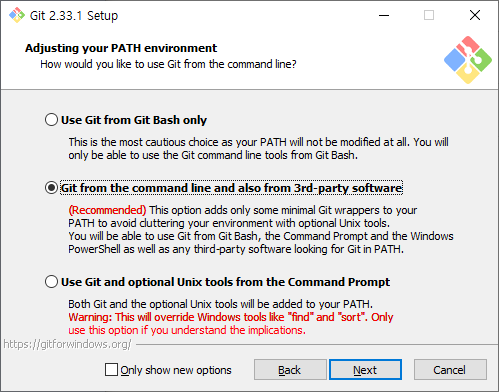 Git 2.33.1 Setup
Adjusting your PATH environment
How would you like to use Git from the command line?
Use Git from Git Bash only
This is the most cautious choice as your PATH will not be modified at all. You will
only be able to use the Git command line tools from Git Bash.
Git from the command line and also from 3rd-party software
(Recommended) This option adds only some minimal Git wrappers to your
PATH to avoid cluttering your environment with optional Unix tools.
You will be able to use Git from Git Bash, the Command Prompt and the Windows
PowerShell as well as any third-party software looking for Git in PATH.
Use Git and optional Unix tools from the Command Prompt
Both Git and the optional Unix tools will be added to your PATH.
Warning: This will override Windows tools like "find" and "sort". Only
use this option if you understand the implications.
https://gitforwindows.org/
Only show new options
Back
Next
Cancel